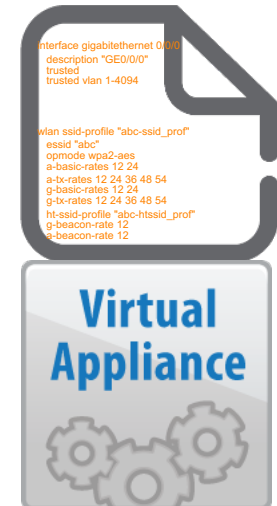 interface gigabitethernet 0/0/0
description "GE0/0/0"
trusted
trusted vlan 1-4094
wlan ssid-profile "abc-ssid_prof"
essid "abc"
opmode wpa2-aes
a-basic-rates 12 24
a-tx-rates 12 24 36 48 54
g-basic-rates 12 24
g-tx-rates 12 24 36 48 54
ht-ssid-profile "abc-htssid_prof"
g-beacon-rate 12
a-beacon-rate 12
Virtual
Appliance